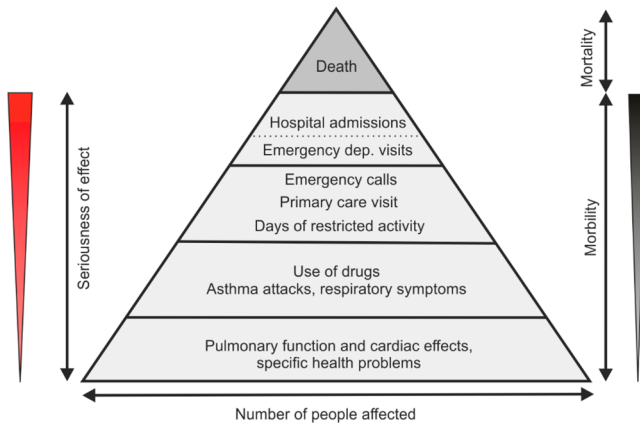 Death
Mortality
Hospital admissions
Emergency dep. visits
Emergency calls
Primary care visit
Days of restricted activity
Seriousness of effect
Morbility
Use of drugs
Asthma attacks, respiratory symptoms
Pulmonary function and cardiac effects,
specific health problems
Number of people affected